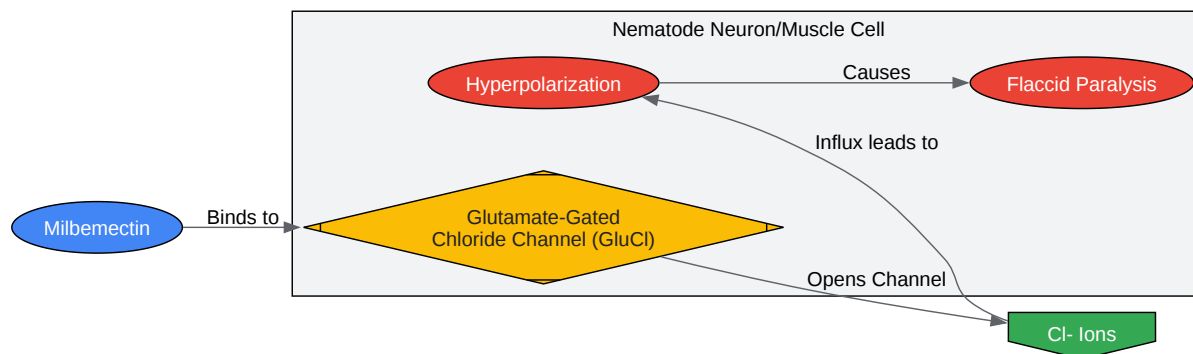 Nematode Neuron/Muscle Cell
Hyperpolarization
Causes
Flaccid Paralysis
Influx leads to
Milbemectin
Binds to
Glutamate-Gated
Chloride Channel (GluCl)
Opens Channel
Cl- Ions